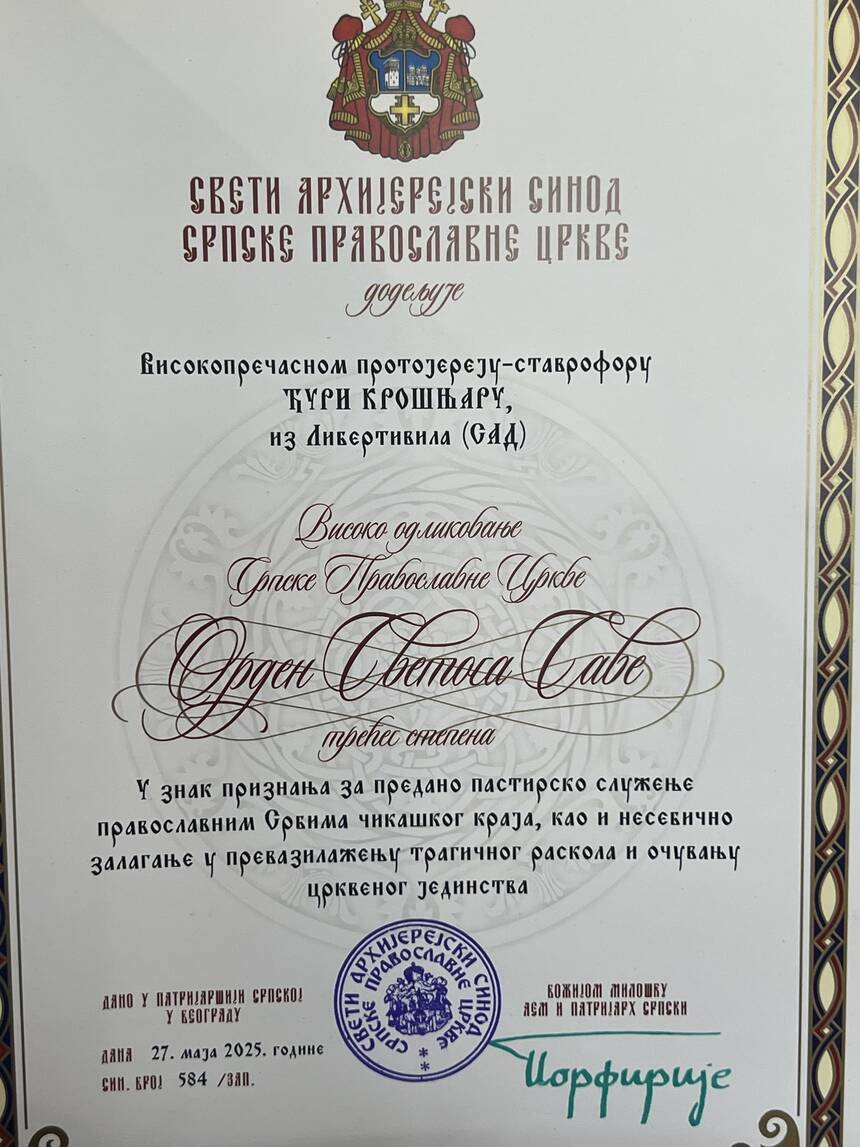 СВЕТИ АРХИЈЕРЕЈСКИ СИНОД
СРПСКЕ ПРАВОСЛАВНЕ ЦРКВЕ
додељује
Високопречасном протојереју-ставрофору
ЂУРИ КРОШЊАРУ,
из Ливертивила (САД)
Високо одликовање
Српске Православне Цркве
Орден Светога Саве
трећег степена
У знак признања за предано пастирско служење
православним Србима чикашког краја, као и несебично
залагање у превазилажењу трагичног раскола и очувању
црквеног јединства
ДАНО У ПАТРИЈАРШИЈИ СРПСКОЈ
У БЕОГРАДУ
ДАНА 27. маја 2025. године
СИН. БРОЈ 584 /ЗАП.
СВЕТИ АРХИЈЕРЕЈСКИ СИНОД
СРПСКЕ ПРАВОСЛАВНЕ ЦРКВЕ
БОЖИЈОМ МИЛОШЋУ
АЕМ И ПАТРИЈАРХ СРПСКИ
Порфирије